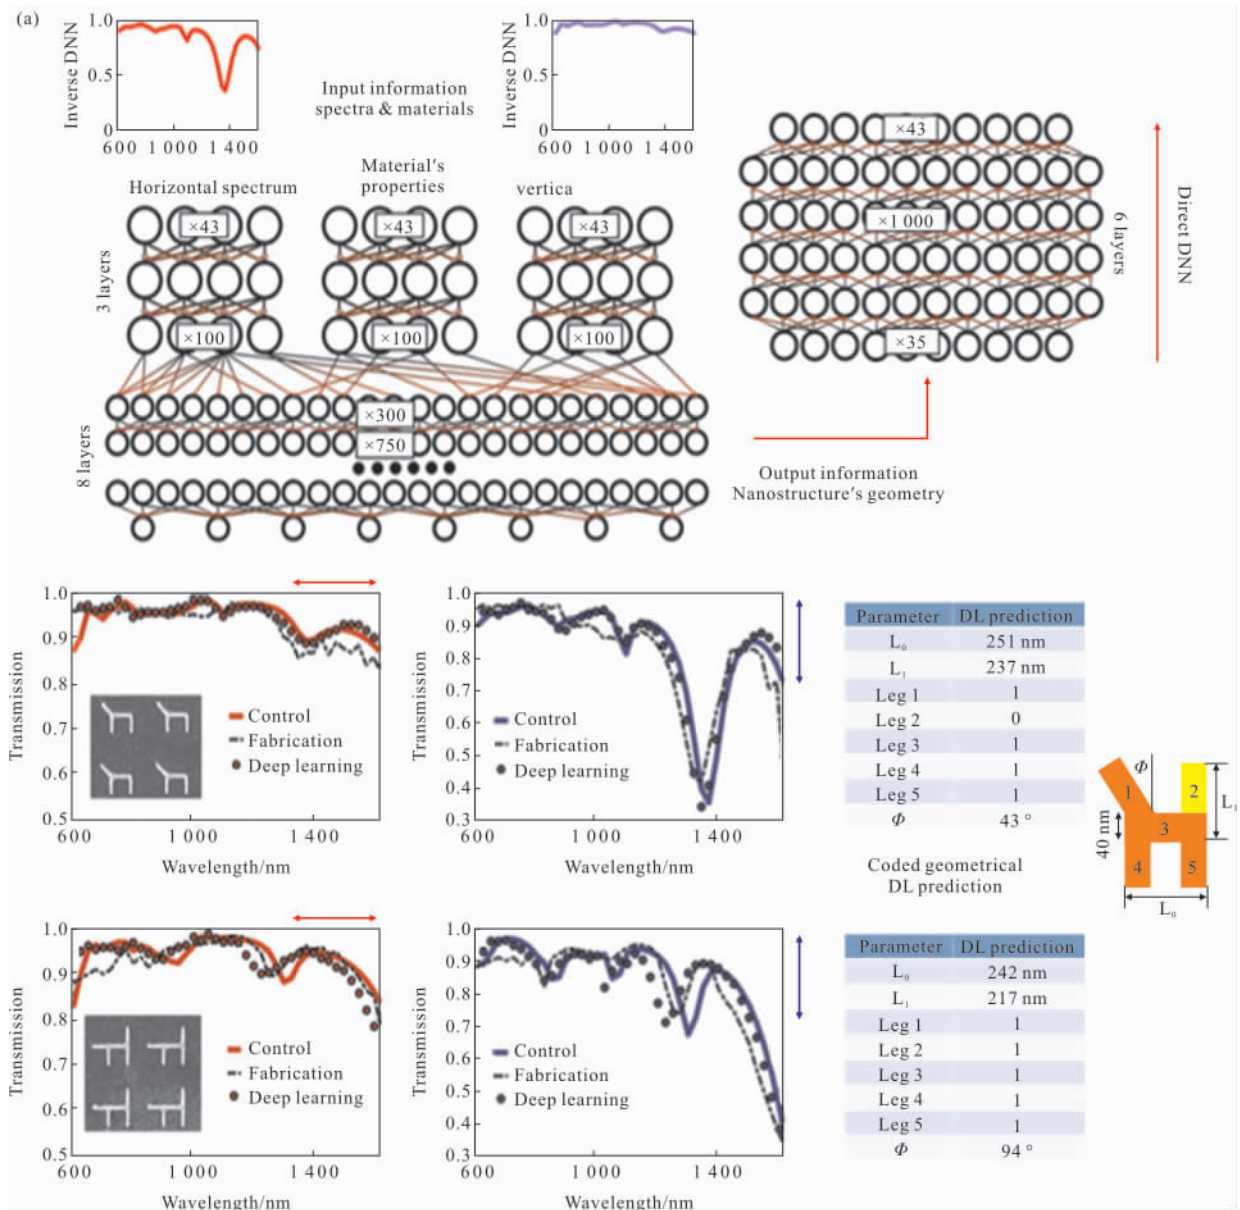 (a)
Inverse DNN
1.0
0.5
0
600 1 000 1 400
Input information
spectra & materials
Inverse DNN
1.0
0.5
0
600 1 000 1 400
Horizontal spectrum
Material's
properties
vertica
3 layers
×43
×43
×43
×100
×100
×100
8 layers
×300
×750
×43
×1 000
×35
6 layers
Direct DNN
Output information
Nanostructure's geometry
Transmission
1.0
0.9
0.8
0.7
0.6
0.5
Control
Fabrication
Deep learning
600 1 000 1 400
Wavelength/nm
Transmission
1.0
0.9
0.8
0.7
0.6
0.5
0.4
0.3
Control
Fabrication
Deep learning
600 1 000 1 400
Wavelength/nm
Parameter DL prediction
L₀ 251 nm
L₁ 237 nm
Leg 1 1
Leg 2 0
Leg 3 1
Leg 4 1
Leg 5 1
Φ 43 °
Coded geometrical
DL prediction
Φ
1
2
3
4
5
40 nm
L₁
L₀
Transmission
1.0
0.9
0.8
0.7
0.6
0.5
Control
Fabrication
Deep learning
600 1 000 1 400
Wavelength/nm
Transmission
1.0
0.9
0.8
0.7
0.6
0.5
0.4
0.3
Control
Fabrication
Deep learning
600 1 000 1 400
Wavelength/nm
Parameter DL prediction
L₀ 242 nm
L₁ 217 nm
Leg 1 1
Leg 2 1
Leg 3 1
Leg 4 1
Leg 5 1
Φ 94 °